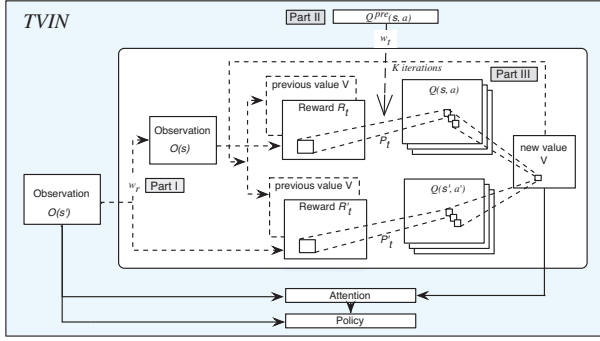 TVIN
Part II
Q^pre(s, a)
w_t
K iterations
Part III
previous value V
Reward R_t
Q(s, a)
P_t
Observation
O(s)
new value
V
Observation
O(s')
w_r
Part I
previous value V
Reward R'_t
Q(s', a')
P'_t
Attention
Policy